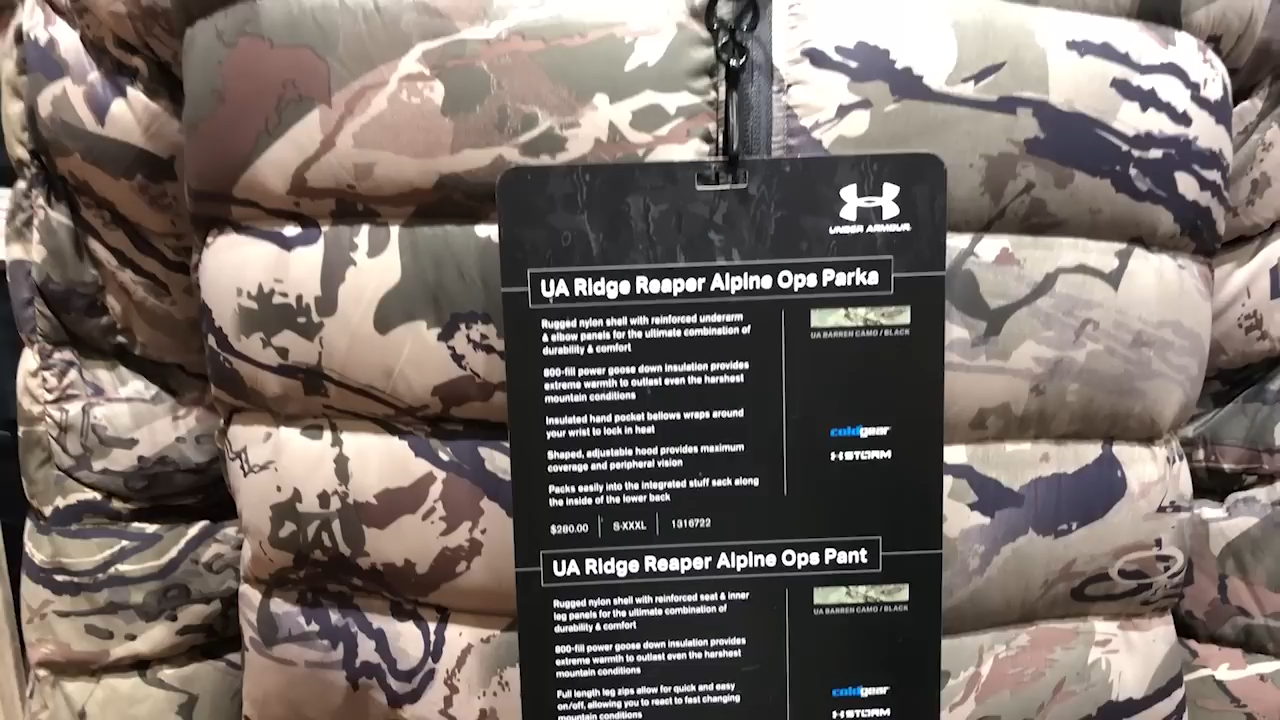 UNDER ARMOUR
UA Ridge Reaper Alpine Ops Parka
Rugged nylon shell with reinforced underarm
& elbow panels for the ultimate combination of
durability & comfort
800-fill power goose down insulation provides
extreme warmth to outlast even the harshest
mountain conditions
Insulated hand pocket bellows wraps around
your wrist to lock in heat
Shaped, adjustable hood provides maximum
coverage and peripheral vision
Packs easily into the integrated stuff sack along
the inside of the lower back
UA BARREN CAMO / BLACK
coldgear
STORM
$260.00 S-XXXL 1316722
UA Ridge Reaper Alpine Ops Pant
Rugged nylon shell with reinforced seat & inner
leg panels for the ultimate combination of
durability & comfort
800-fill power goose down insulation provides
extreme warmth to outlast even the harshest
mountain conditions
Full length leg zips allow for quick and easy
on/off, allowing you to react to fast changing
mountain conditions
UA BARREN CAMO / BLACK
coldgear
STORM